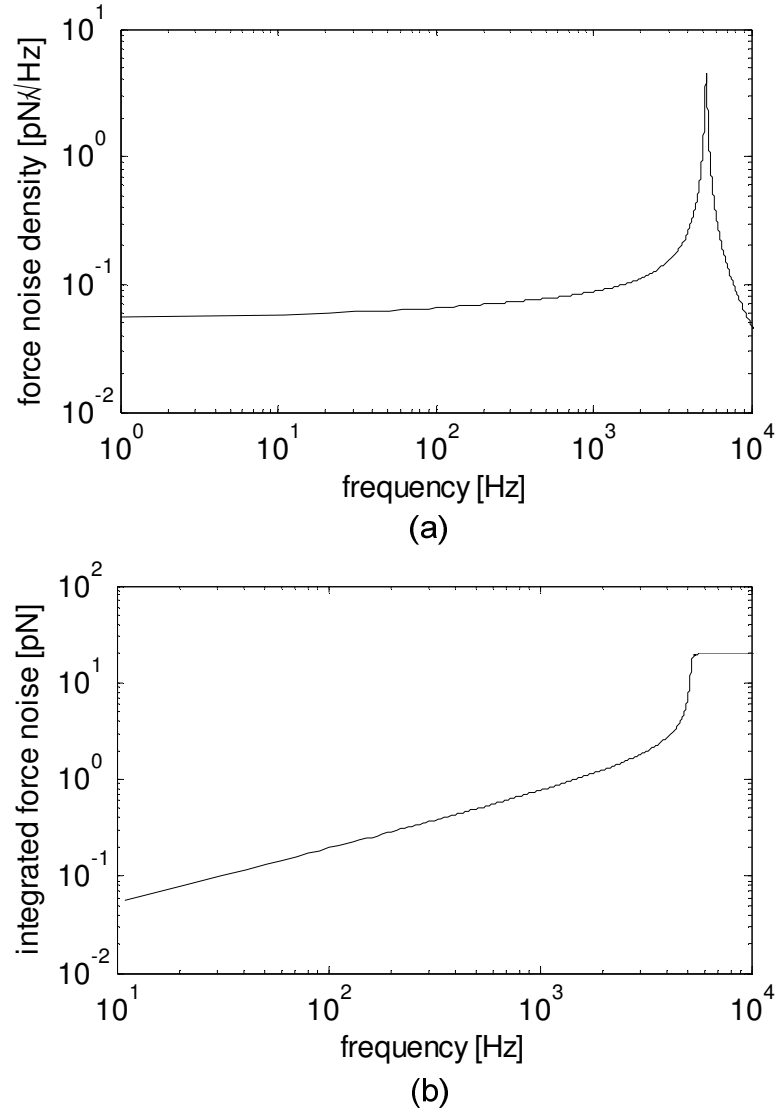 force noise density [pN/√Hz]
10^1
10^0
10^-1
10^-2
10^0 10^1 10^2 10^3 10^4
frequency [Hz]
(a)
integrated force noise [pN]
10^2
10^1
10^0
10^-1
10^-2
10^1 10^2 10^3 10^4
frequency [Hz]
(b)